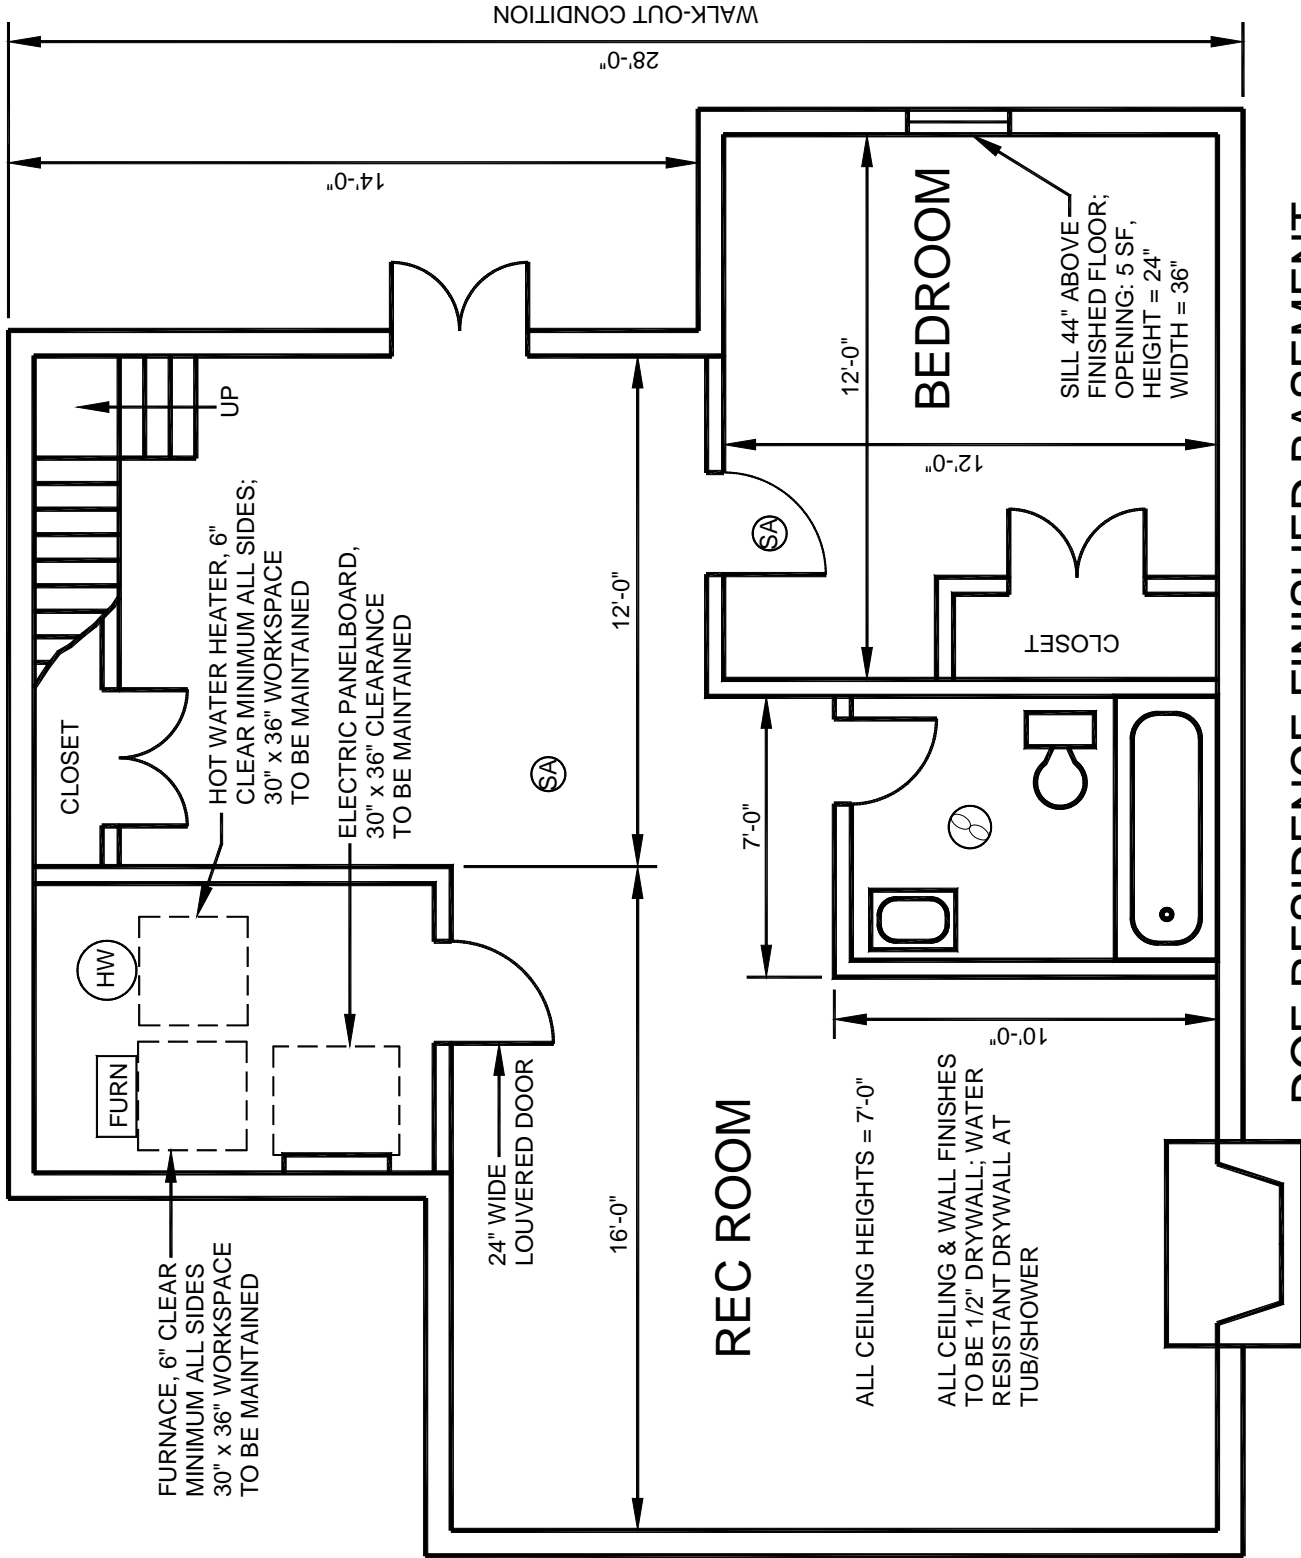 WALK-OUT CONDITION
28'-0"
14'-0"
UP
CLOSET
HOT WATER HEATER, 6"
CLEAR MINIMUM ALL SIDES;
30" x 36" WORKSPACE
TO BE MAINTAINED
ELECTRIC PANELBOARD,
30" x 36" CLEARANCE
TO BE MAINTAINED
HW
FURN
FURNACE, 6" CLEAR
MINIMUM ALL SIDES
30" x 36" WORKSPACE
TO BE MAINTAINED
24" WIDE
LOUVERED DOOR
SA
12'-0"
16'-0"
REC ROOM
ALL CEILING HEIGHTS = 7'-0"
ALL CEILING & WALL FINISHES
TO BE 1/2" DRYWALL; WATER
RESISTANT DRYWALL AT
TUB/SHOWER
7'-0"
10'-0"
SA
12'-0"
12'-0"
BEDROOM
SILL 44" ABOVE
FINISHED FLOOR;
OPENING: 5 SF,
HEIGHT = 24"
WIDTH = 36"
CLOSET
DOE RESIDENCE FINISHED BASEMENT